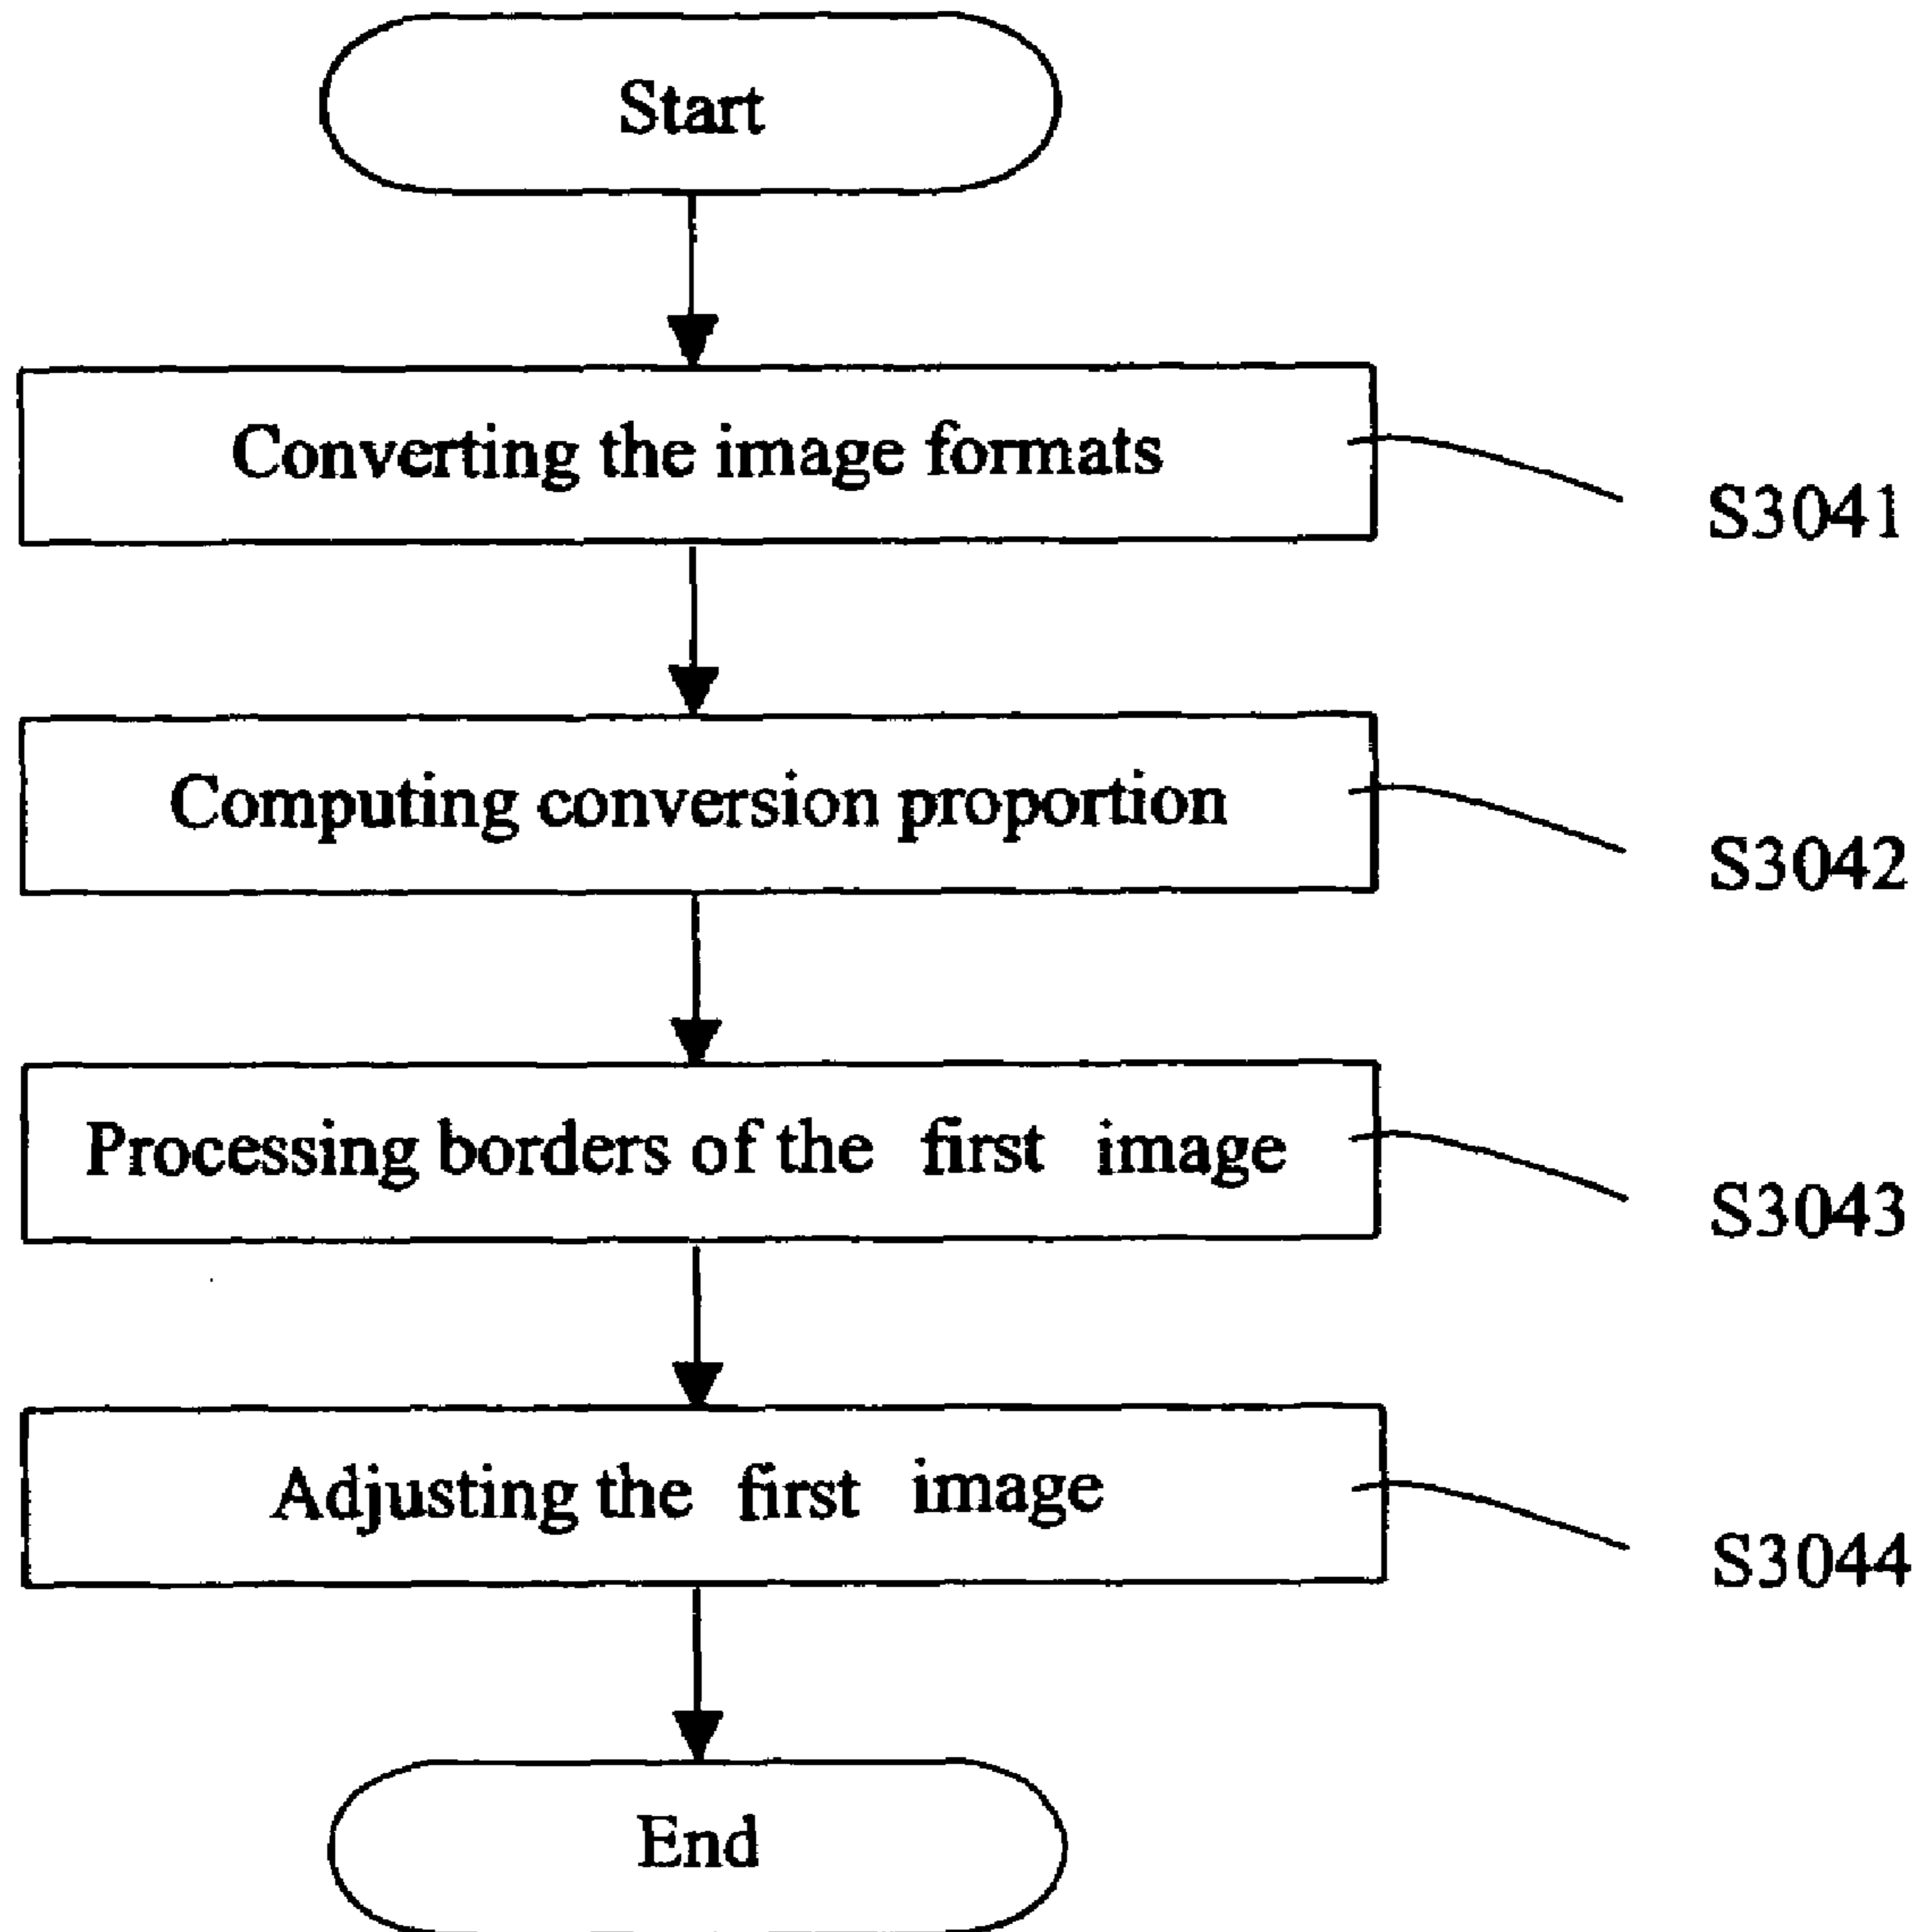 Start
Converting the image formats
S3041
Computing conversion proportion
S3042
Processing borders of the first image
S3043
Adjusting the first image
S3044
End